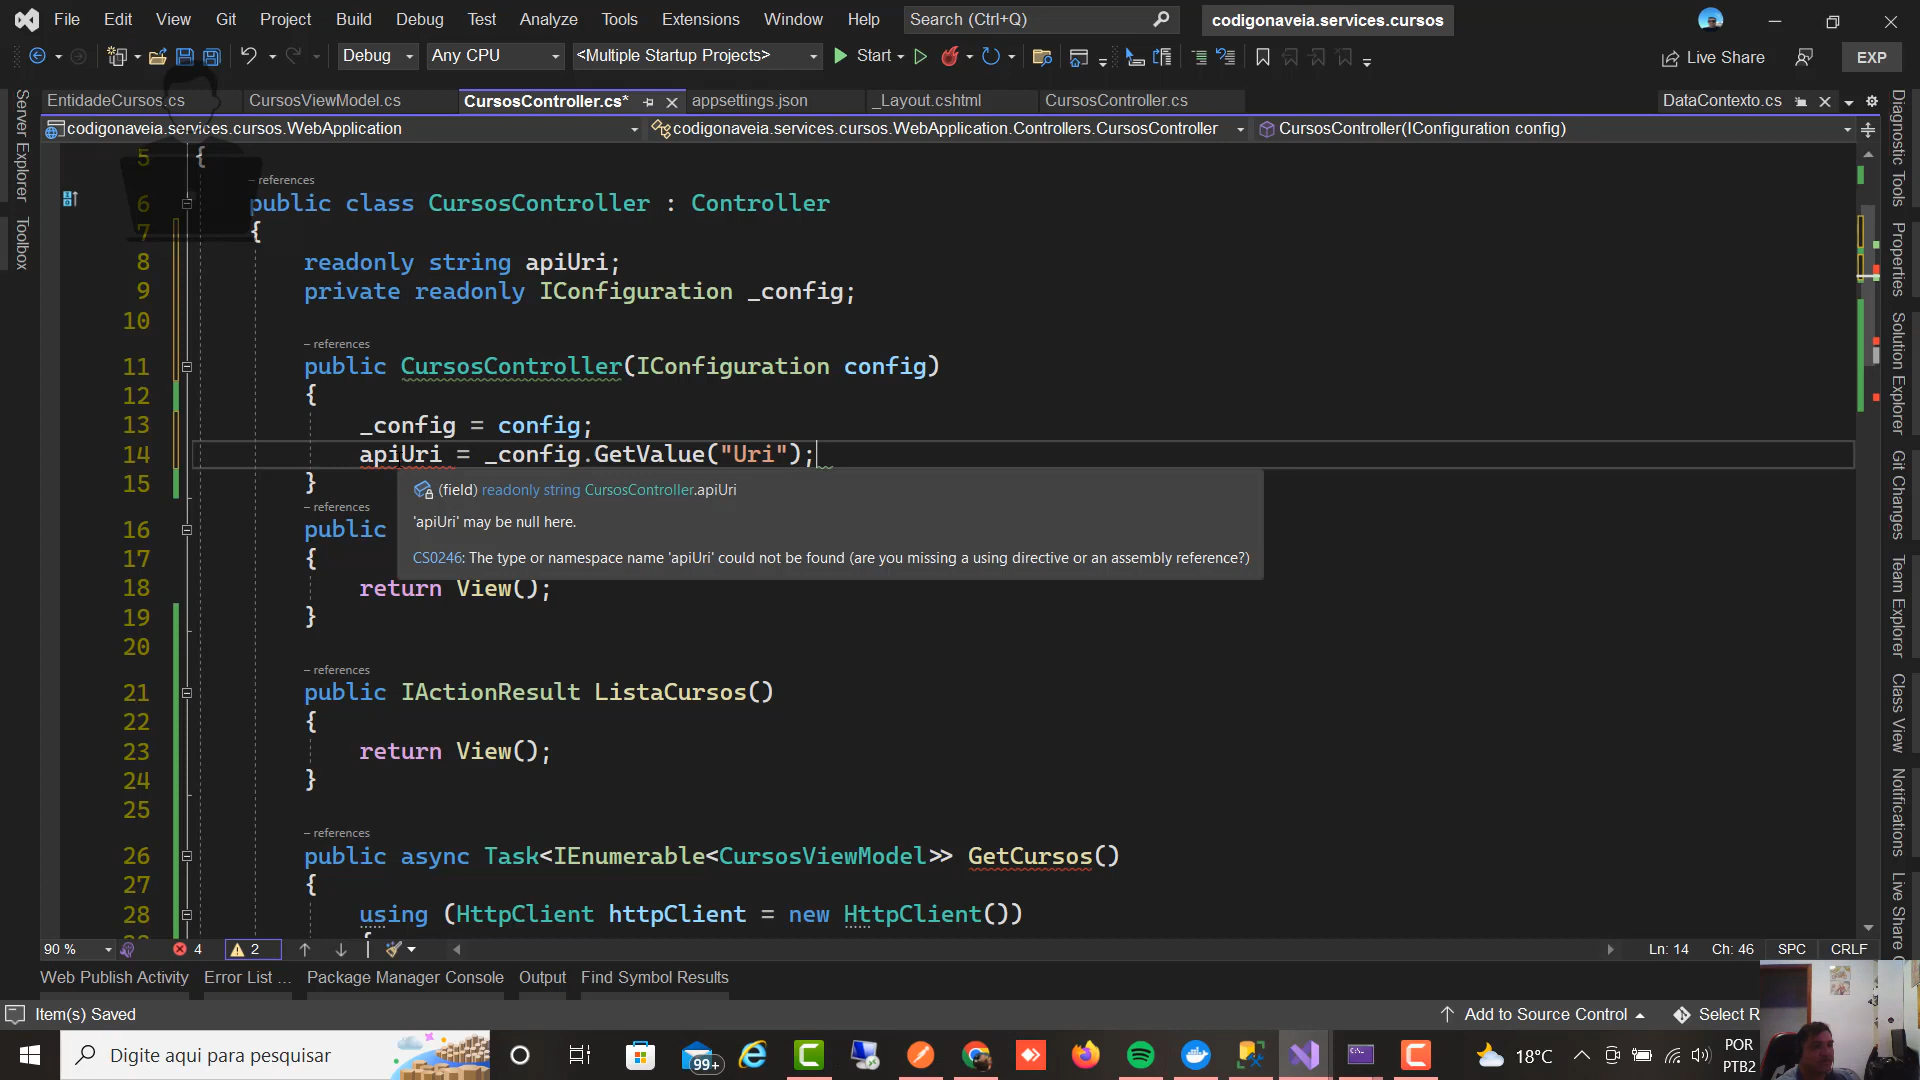 File Edit View Git Project Build Debug Test Analyze Tools Extensions Window Help Search (Ctrl+Q) codigonaveia.services.cursos
Debug Any CPU <Multiple Startup Projects> Start Live Share EXP
EntidadeCursos.cs CursosViewModel.cs CursosController.cs* appsettings.json _Layout.cshtml CursosController.cs DataContexto.cs
codigonaveia.services.cursos.WebApplication codigonaveia.services.cursos.WebApplication.Controllers.CursosController CursosController(IConfiguration config)
Server Explorer
Toolbox
5 {
- references
6 public class CursosController : Controller
7 {
8 readonly string apiUri;
9 private readonly IConfiguration _config;
10
- references
11 public CursosController(IConfiguration config)
12 {
13 _config = config;
14 apiUri = _config.GetValue("Uri");
15 }
(field) readonly string CursosController.apiUri
'apiUri' may be null here.
CS0246: The type or namespace name 'apiUri' could not be found (are you missing a using directive or an assembly reference?)
- references
16 public
17 {
18 return View();
19 }
20
- references
21 public IActionResult ListaCursos()
22 {
23 return View();
24 }
25
- references
26 public async Task<IEnumerable<CursosViewModel>> GetCursos()
27 {
28 using (HttpClient httpClient = new HttpClient())
{
Diagnostic Tools
Properties
Solution Explorer
Git Changes
Team Explorer
Class View
Notifications
Live Share
90 % 4 2 Ln: 14 Ch: 46 SPC CRLF
Web Publish Activity Error List ... Package Manager Console Output Find Symbol Results
Item(s) Saved Add to Source Control Select R
Digite aqui para pesquisar 99+ 18°C POR
PTB2